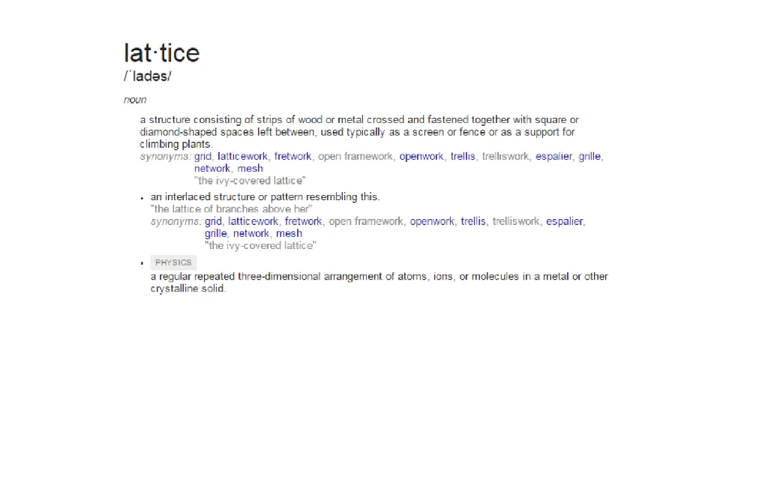 lat·tice
/ˈladəs/
noun
a structure consisting of strips of wood or metal crossed and fastened together with square or
diamond-shaped spaces left between, used typically as a screen or fence or as a support for
climbing plants.
synonyms: grid, latticework, fretwork, open framework, openwork, trellis, trelliswork, espalier, grille,
network, mesh
"the ivy-covered lattice"
• an interlaced structure or pattern resembling this.
"the lattice of branches above her"
synonyms: grid, latticework, fretwork, open framework, openwork, trellis, trelliswork, espalier,
grille, network, mesh
"the ivy-covered lattice"
• PHYSICS
a regular repeated three-dimensional arrangement of atoms, ions, or molecules in a metal or other
crystalline solid.